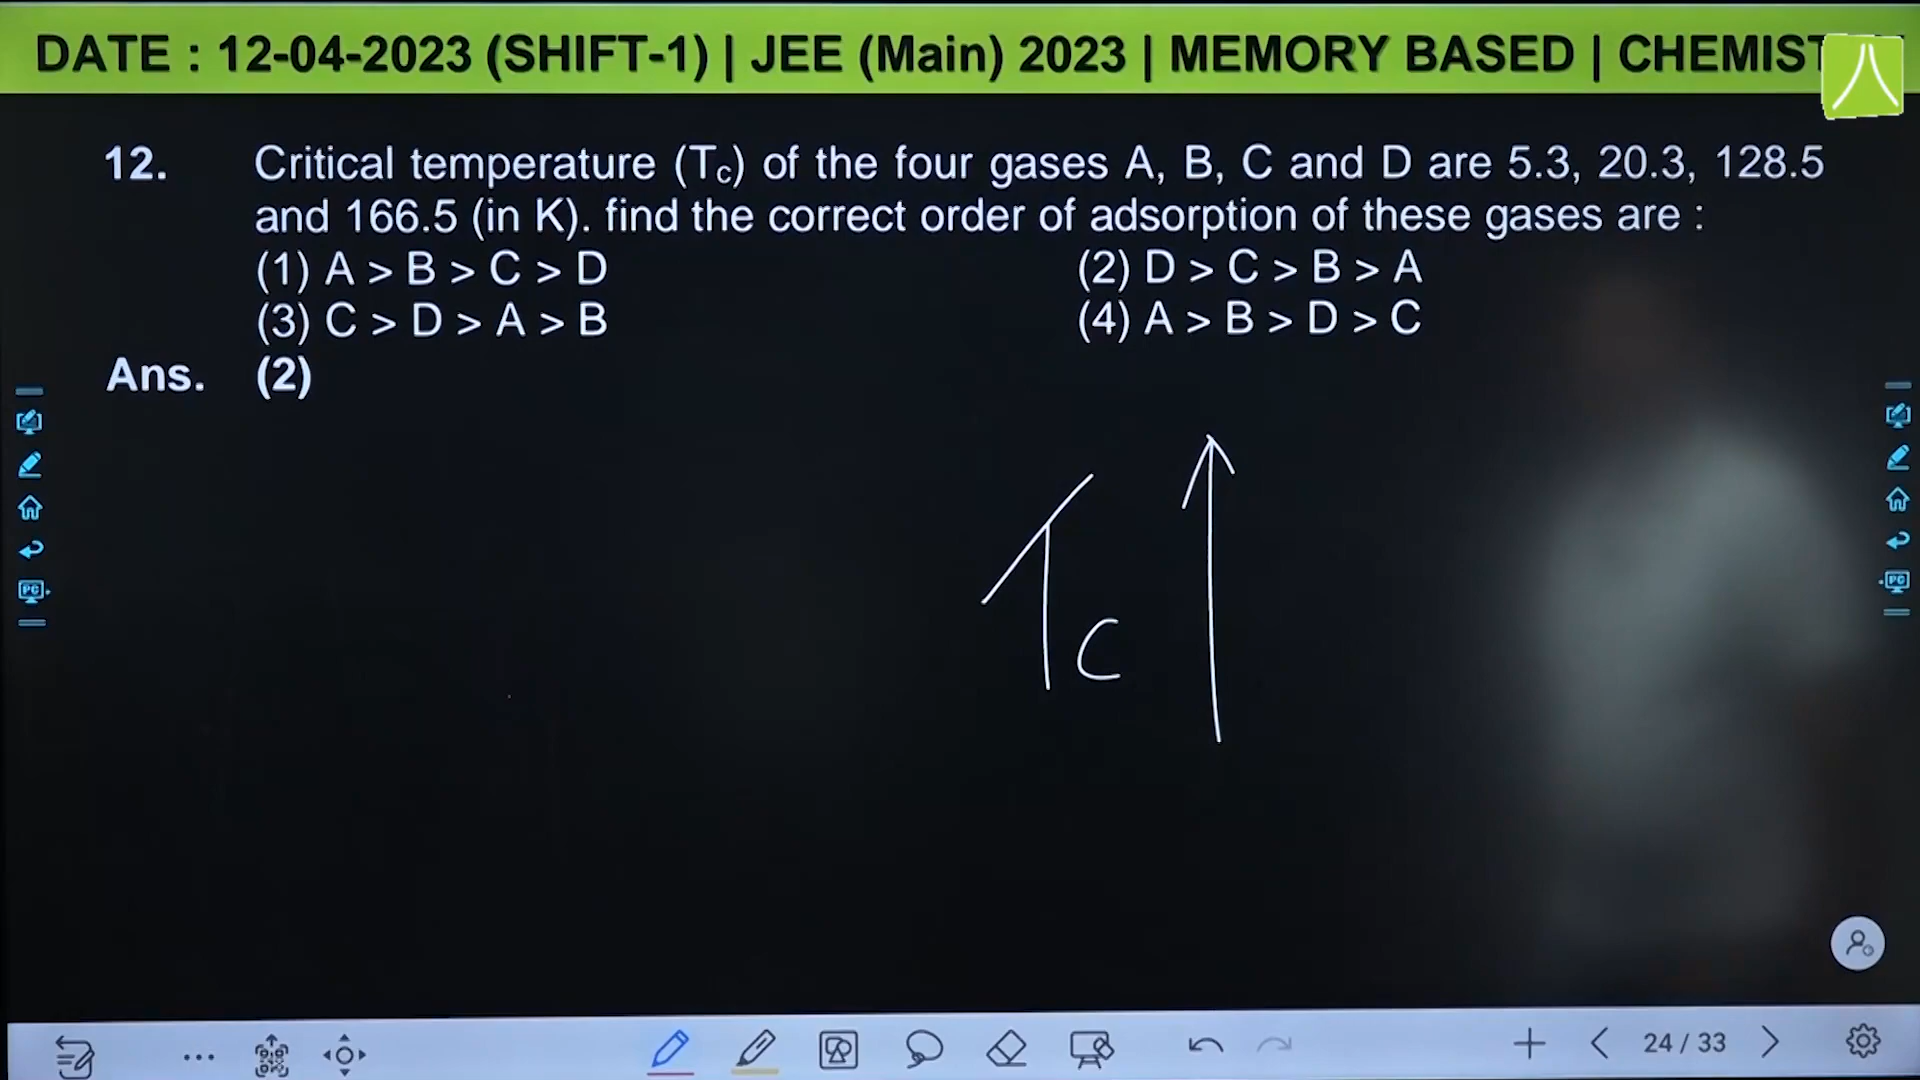 DATE : 12-04-2023 (SHIFT-1) | JEE (Main) 2023 | MEMORY BASED |
12. Critical temperature (Tc) of the four gases A, B, C and D are 5.3, 20.3, 128.5
and 166.5 (in K). find the correct order of adsorption of these gases are :
(1) A > B > C > D (2) D > C > B > A
(3) C > D > A > B (4) A > B > D > C
Ans. (2)
Tc ↑
PC PC
24 / 33